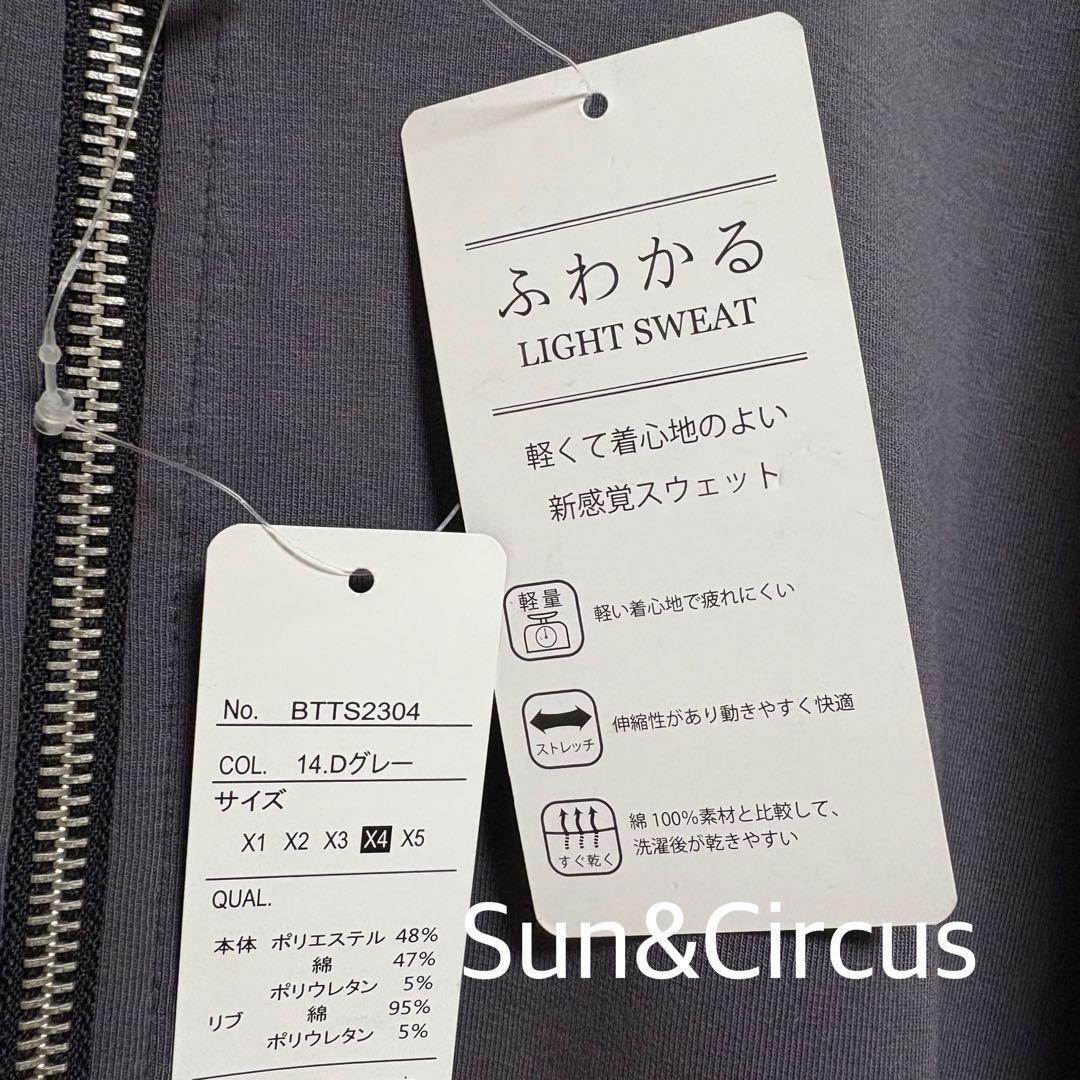 ふわかる
LIGHT SWEAT
軽くて着心地のよい
新感覚スウェット
軽量
軽い着心地で疲れにくい
ストレッチ
伸縮性があり動きやすく快適
すぐ乾く
綿100%素材と比較して、
洗濯後が乾きやすい
No. BTTS2304
COL. 14.Dグレー
サイズ
X1 X2 X3 X4 X5
QUAL.
本体 ポリエステル 48%
綿 47%
ポリウレタン 5%
リブ 綿 95%
ポリウレタン 5%
Sun&Circus